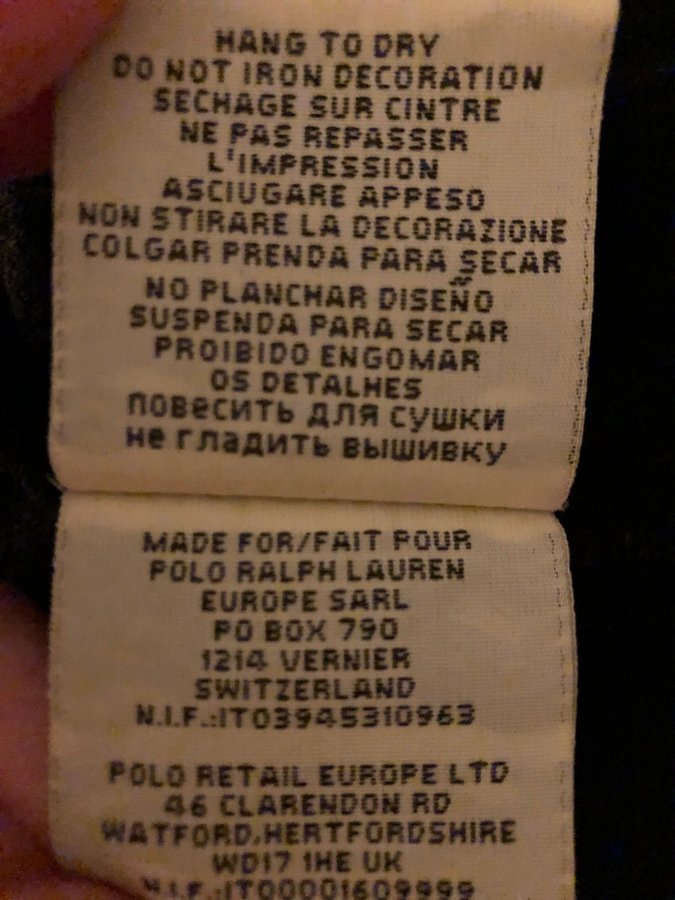 HANG TO DRY
DO NOT IRON DECORATION
SECHAGE SUR CINTRE
NE PAS REPASSER
L'IMPRESSION
ASCIUGARE APPESO
NON STIRARE LA DECORAZIONE
COLGAR PRENDA PARA SECAR
NO PLANCHAR DISEÑO
SUSPENDA PARA SECAR
PROIBIDO ENGOMAR
OS DETALHES
повесить для сушки
не гладить вышивку
MADE FOR/FAIT POUR
POLO RALPH LAUREN
EUROPE SARL
PO BOX 790
1214 VERNIER
SWITZERLAND
N.I.F.:IT03945310963
POLO RETAIL EUROPE LTD
46 CLARENDON RD
WATFORD,HERTFORDSHIRE
WD17 1HE UK
N.I.F.:IT00001609999